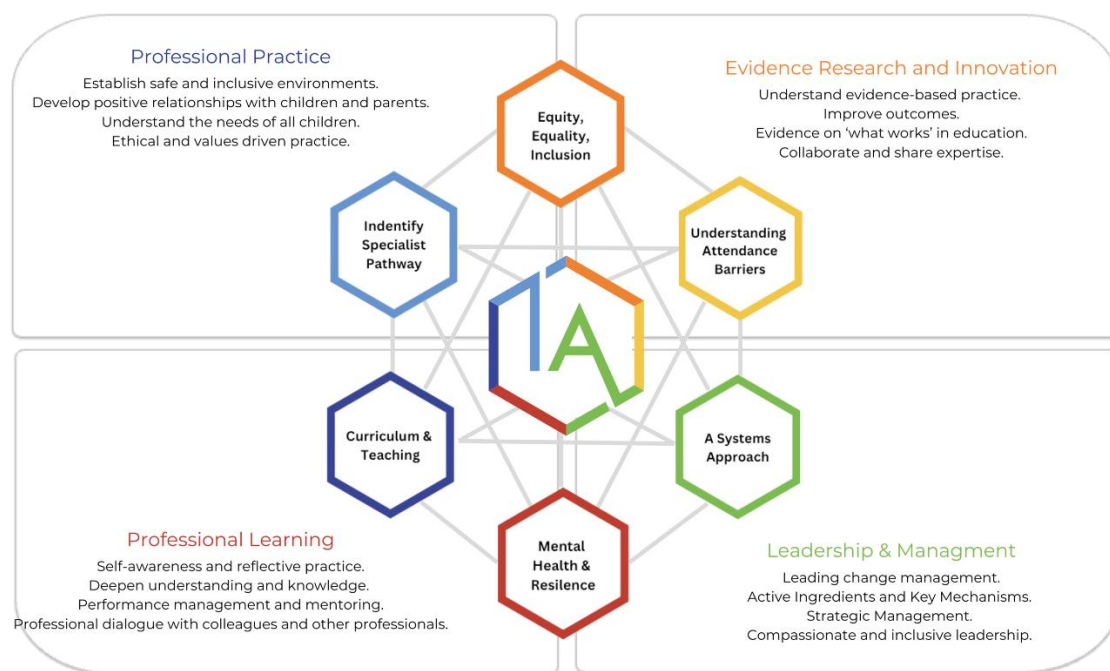 Professional Practice
Establish safe and inclusive environments.
Develop positive relationships with children and parents.
Understand the needs of all children.
Ethical and values driven practice.
Evidence Research and Innovation
Understand evidence-based practice.
Improve outcomes.
Evidence on ‘what works’ in education.
Collaborate and share expertise.
Equity,
Equality,
Inclusion
Indentify
Specialist
Pathway
Understanding
Attendance
Barriers
1A
Curriculum &
Teaching
A Systems
Approach
Mental
Health &
Resilence
Professional Learning
Self-awareness and reflective practice.
Deepen understanding and knowledge.
Performance management and mentoring.
Professional dialogue with colleagues and other professionals.
Leadership & Managment
Leading change management.
Active Ingredients and Key Mechanisms.
Strategic Management.
Compassionate and inclusive leadership.